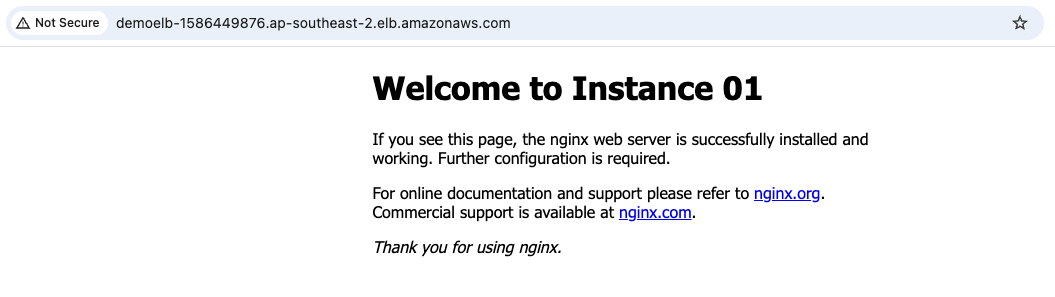 Not Secure demoelb-1586449876.ap-southeast-2.elb.amazonaws.com
Welcome to Instance 01
If you see this page, the nginx web server is successfully installed and
working. Further configuration is required.
For online documentation and support please refer to nginx.org.
Commercial support is available at nginx.com.
Thank you for using nginx.